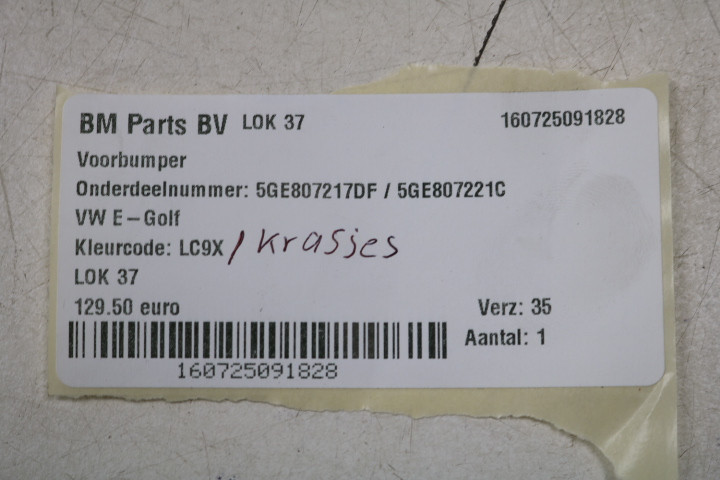 BM Parts BV LOK 37 160725091828
Voorbumper
Onderdeelnummer: 5GE807217DF / 5GE807221C
VW E-Golf
Kleurcode: LC9X / krasjes
LOK 37
129.50 euro Verz: 35
Aantal: 1
160725091828